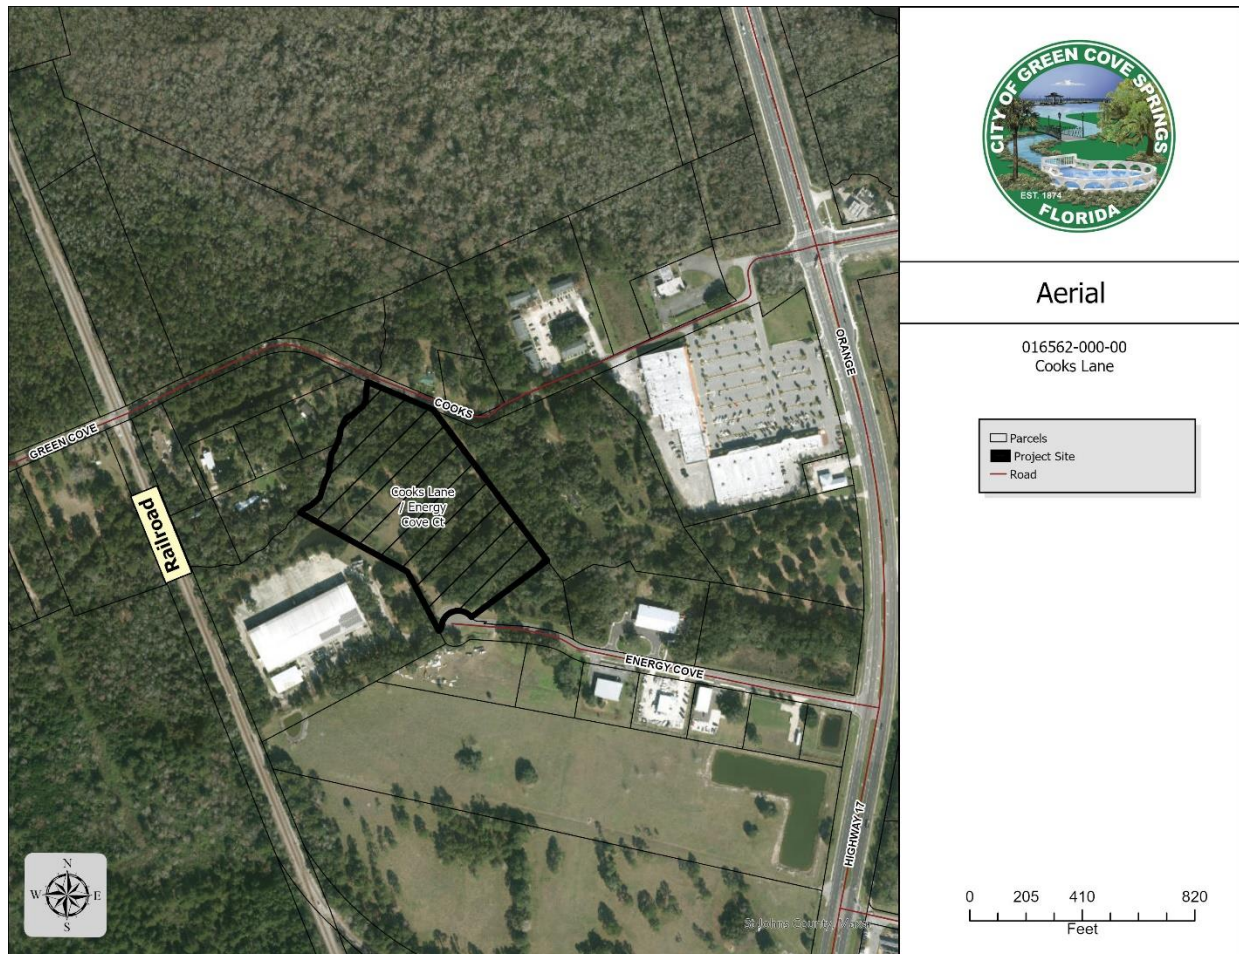 CITY OF GREEN COVE SPRINGS
EST. 1874
FLORIDA
Aerial
016562-000-00
Cooks Lane
Parcels
Project Site
Road
ORANGE
COOKS
GREEN COVE
Cooks Lane
/ Energy
Cove Ct
Railroad
ENERGY COVE
HIGHWAY 17
N
W E
S
St Johns County, Maxar
0 205 410 820
Feet